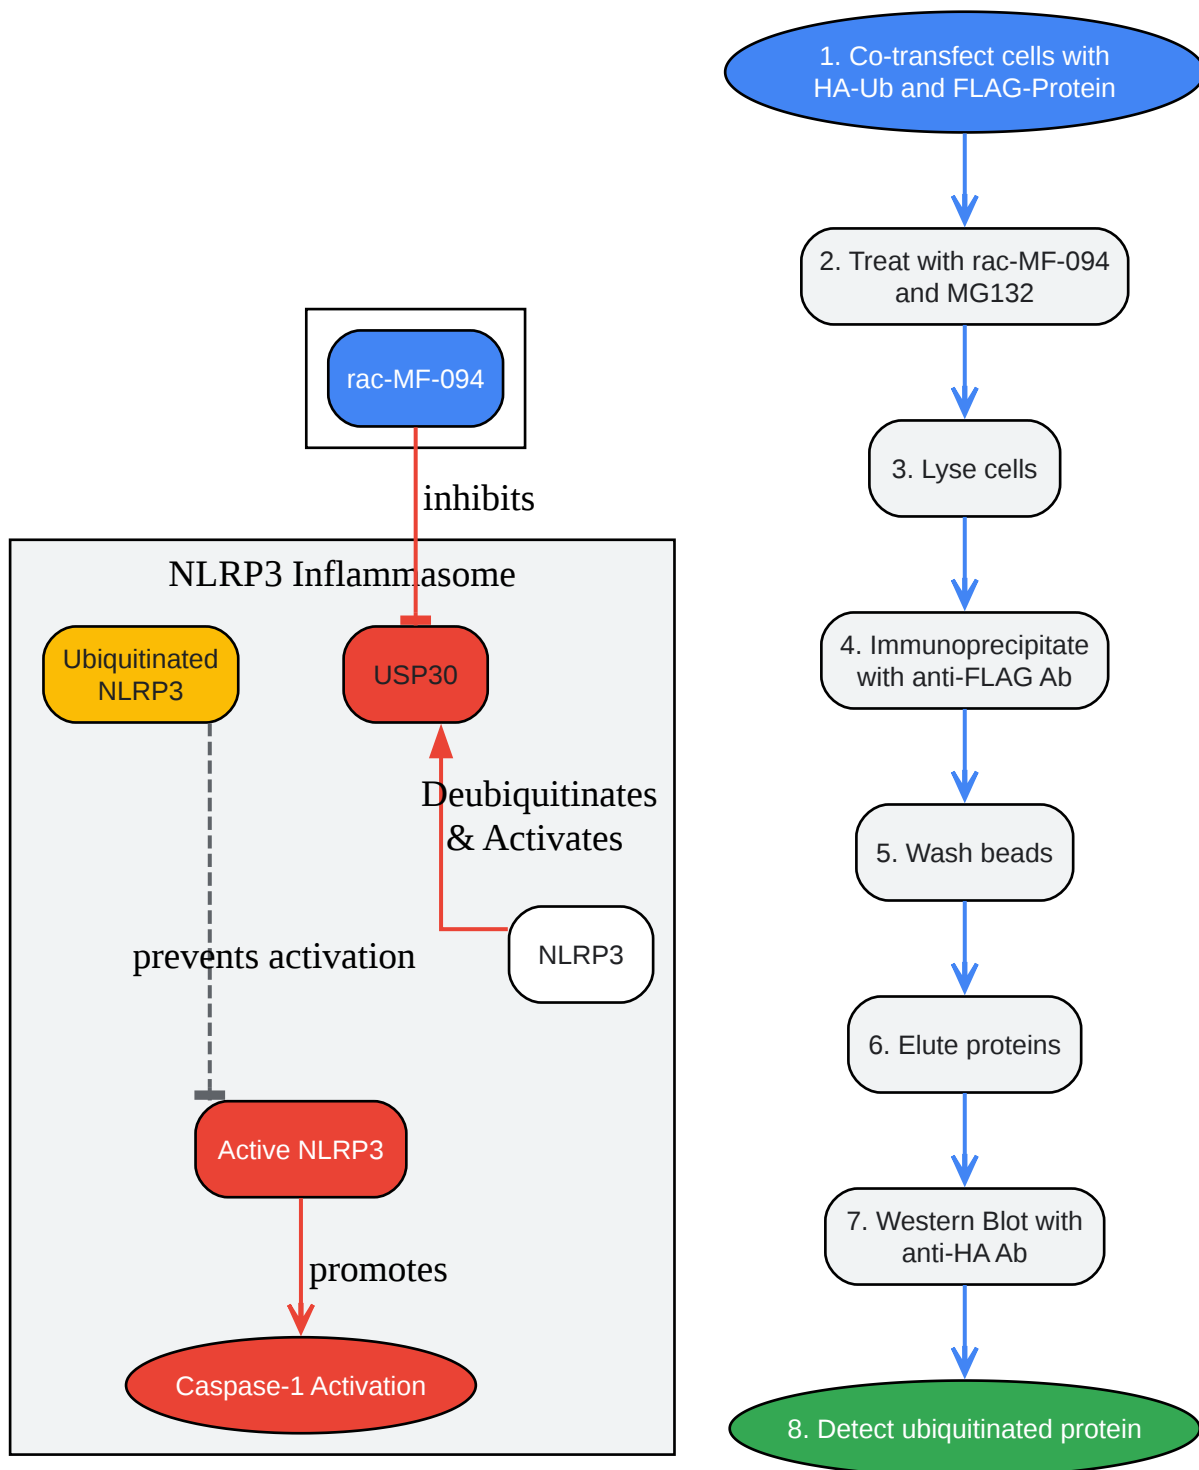 rac-MF-094
inhibits
NLRP3 Inflammasome
Ubiquitinated
NLRP3
USP30
Deubiquitinates
& Activates
NLRP3
prevents activation
Active NLRP3
promotes
Caspase-1 Activation
1. Co-transfect cells with
HA-Ub and FLAG-Protein
2. Treat with rac-MF-094
and MG132
3. Lyse cells
4. Immunoprecipitate
with anti-FLAG Ab
5. Wash beads
6. Elute proteins
7. Western Blot with
anti-HA Ab
8. Detect ubiquitinated protein